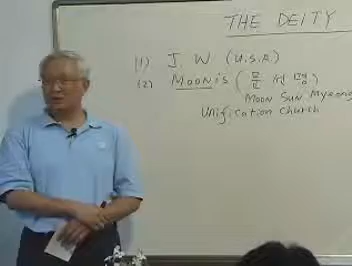 THE DEITY
(1) J. W (U.S.A)
(2) MOONis (문선명)
MOON Sun Myeong
Unification Church